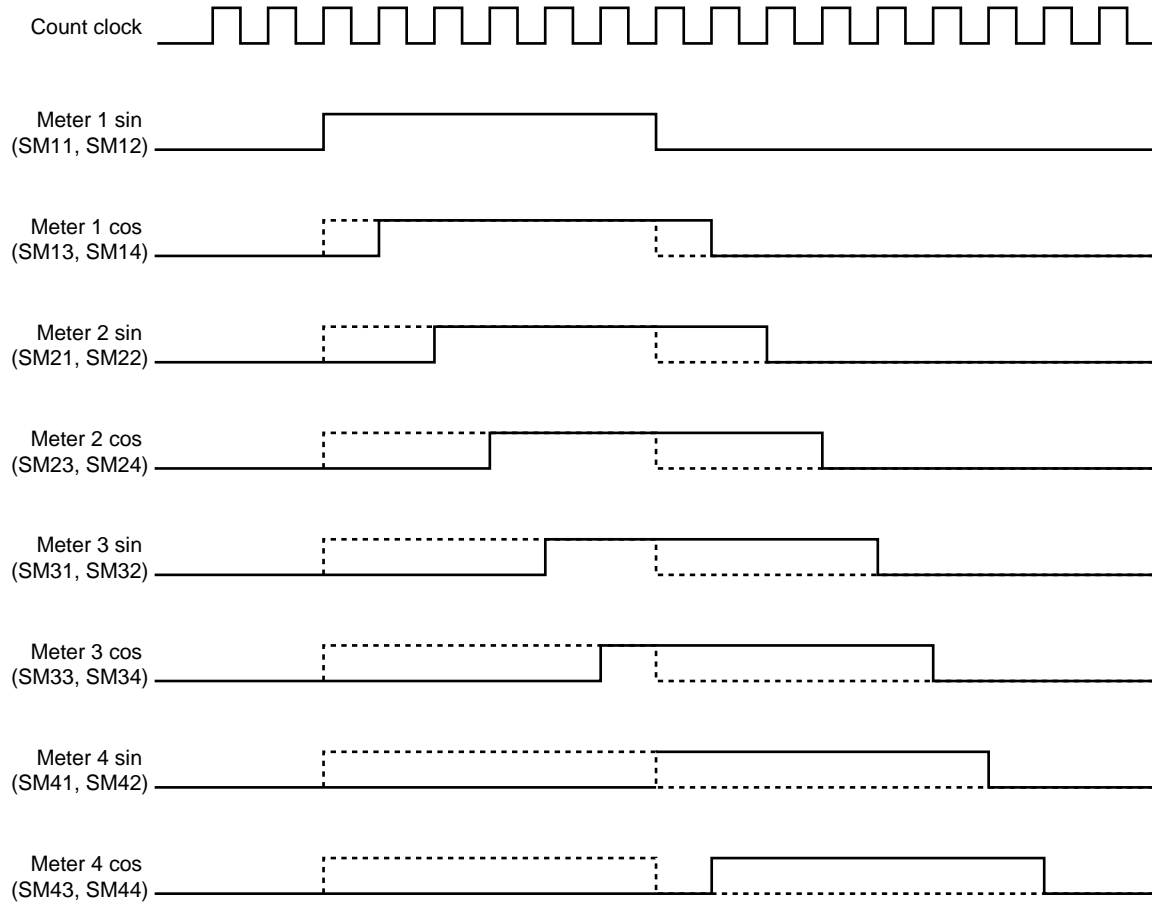 Count clock
Meter 1 sin
(SM11, SM12)
Meter 1 cos
(SM13, SM14)
Meter 2 sin
(SM21, SM22)
Meter 2 cos
(SM23, SM24)
Meter 3 sin
(SM31, SM32)
Meter 3 cos
(SM33, SM34)
Meter 4 sin
(SM41, SM42)
Meter 4 cos
(SM43, SM44)